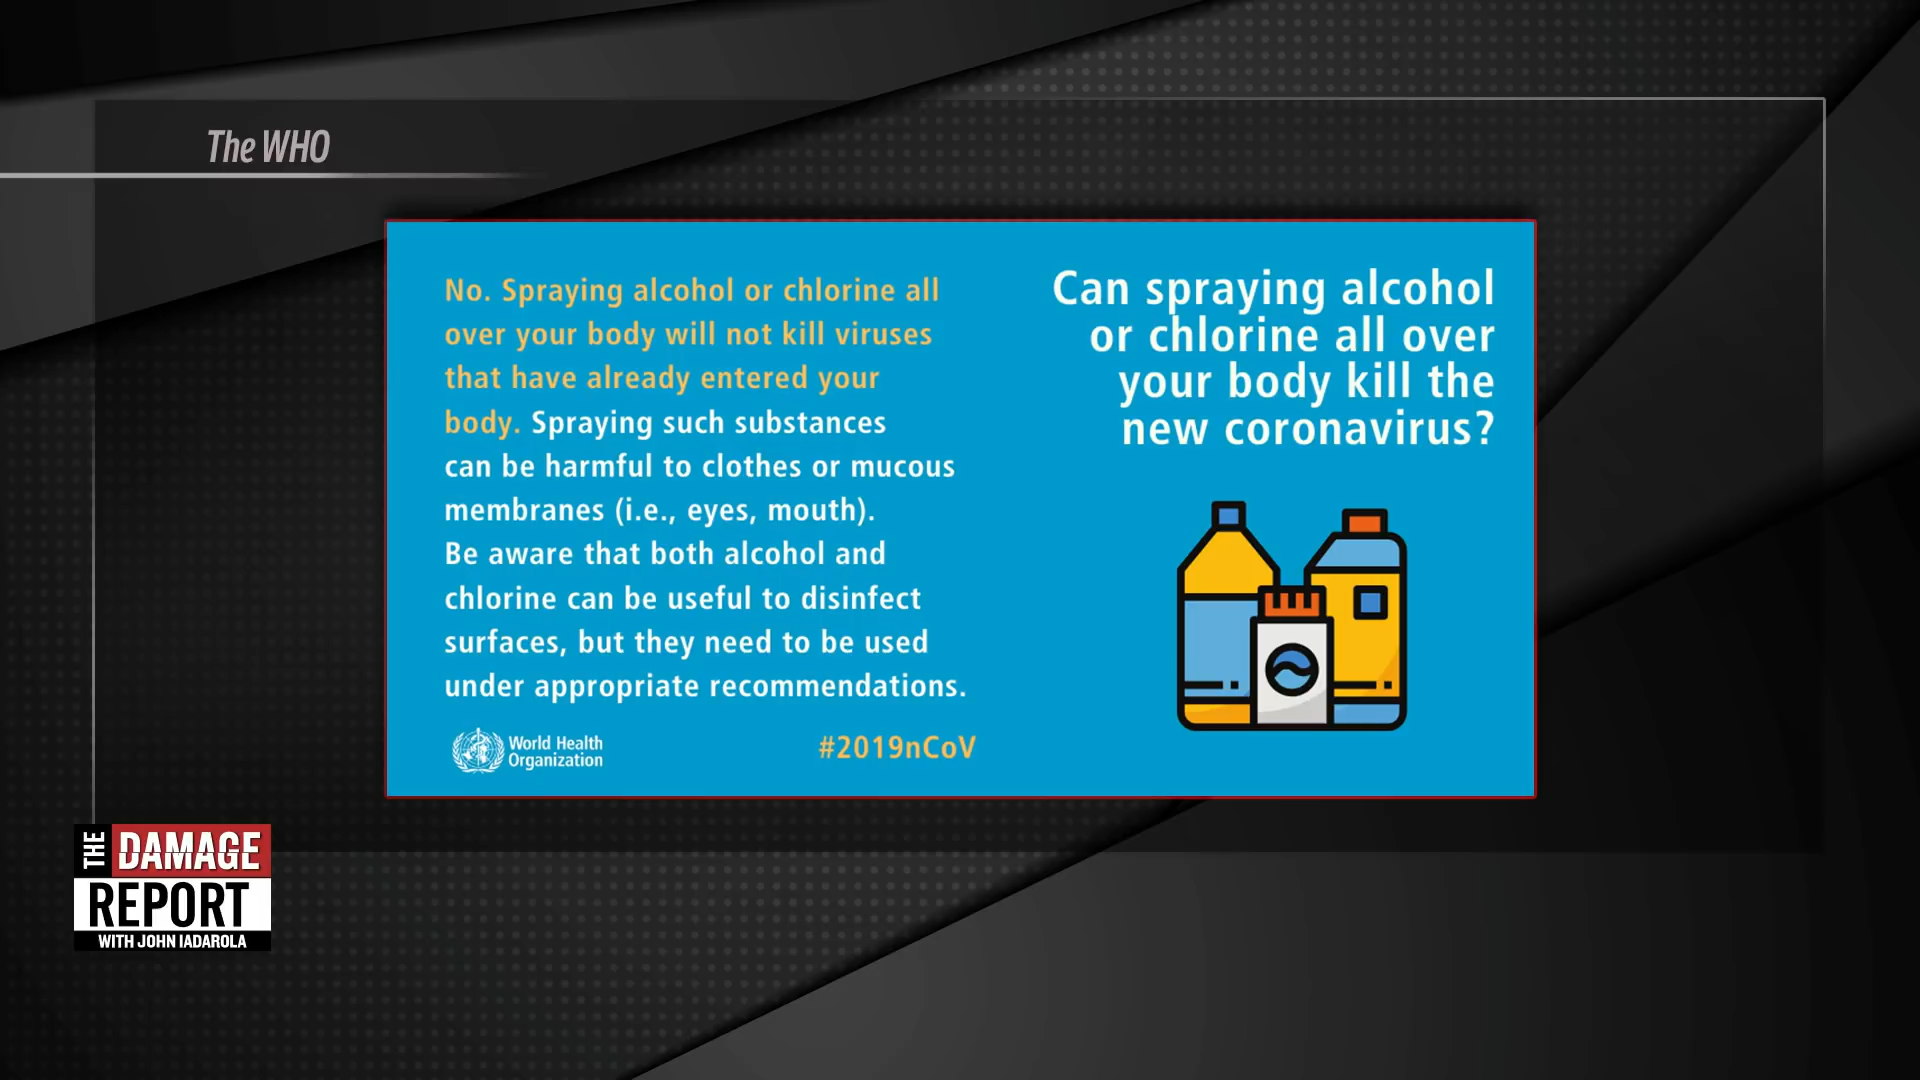 The WHO
No. Spraying alcohol or chlorine all
over your body will not kill viruses
that have already entered your
body. Spraying such substances
can be harmful to clothes or mucous
membranes (i.e., eyes, mouth).
Be aware that both alcohol and
chlorine can be useful to disinfect
surfaces, but they need to be used
under appropriate recommendations.
World Health
Organization
#2019nCoV
Can spraying alcohol
or chlorine all over
your body kill the
new coronavirus?
THE DAMAGE
REPORT
WITH JOHN IADAROLA